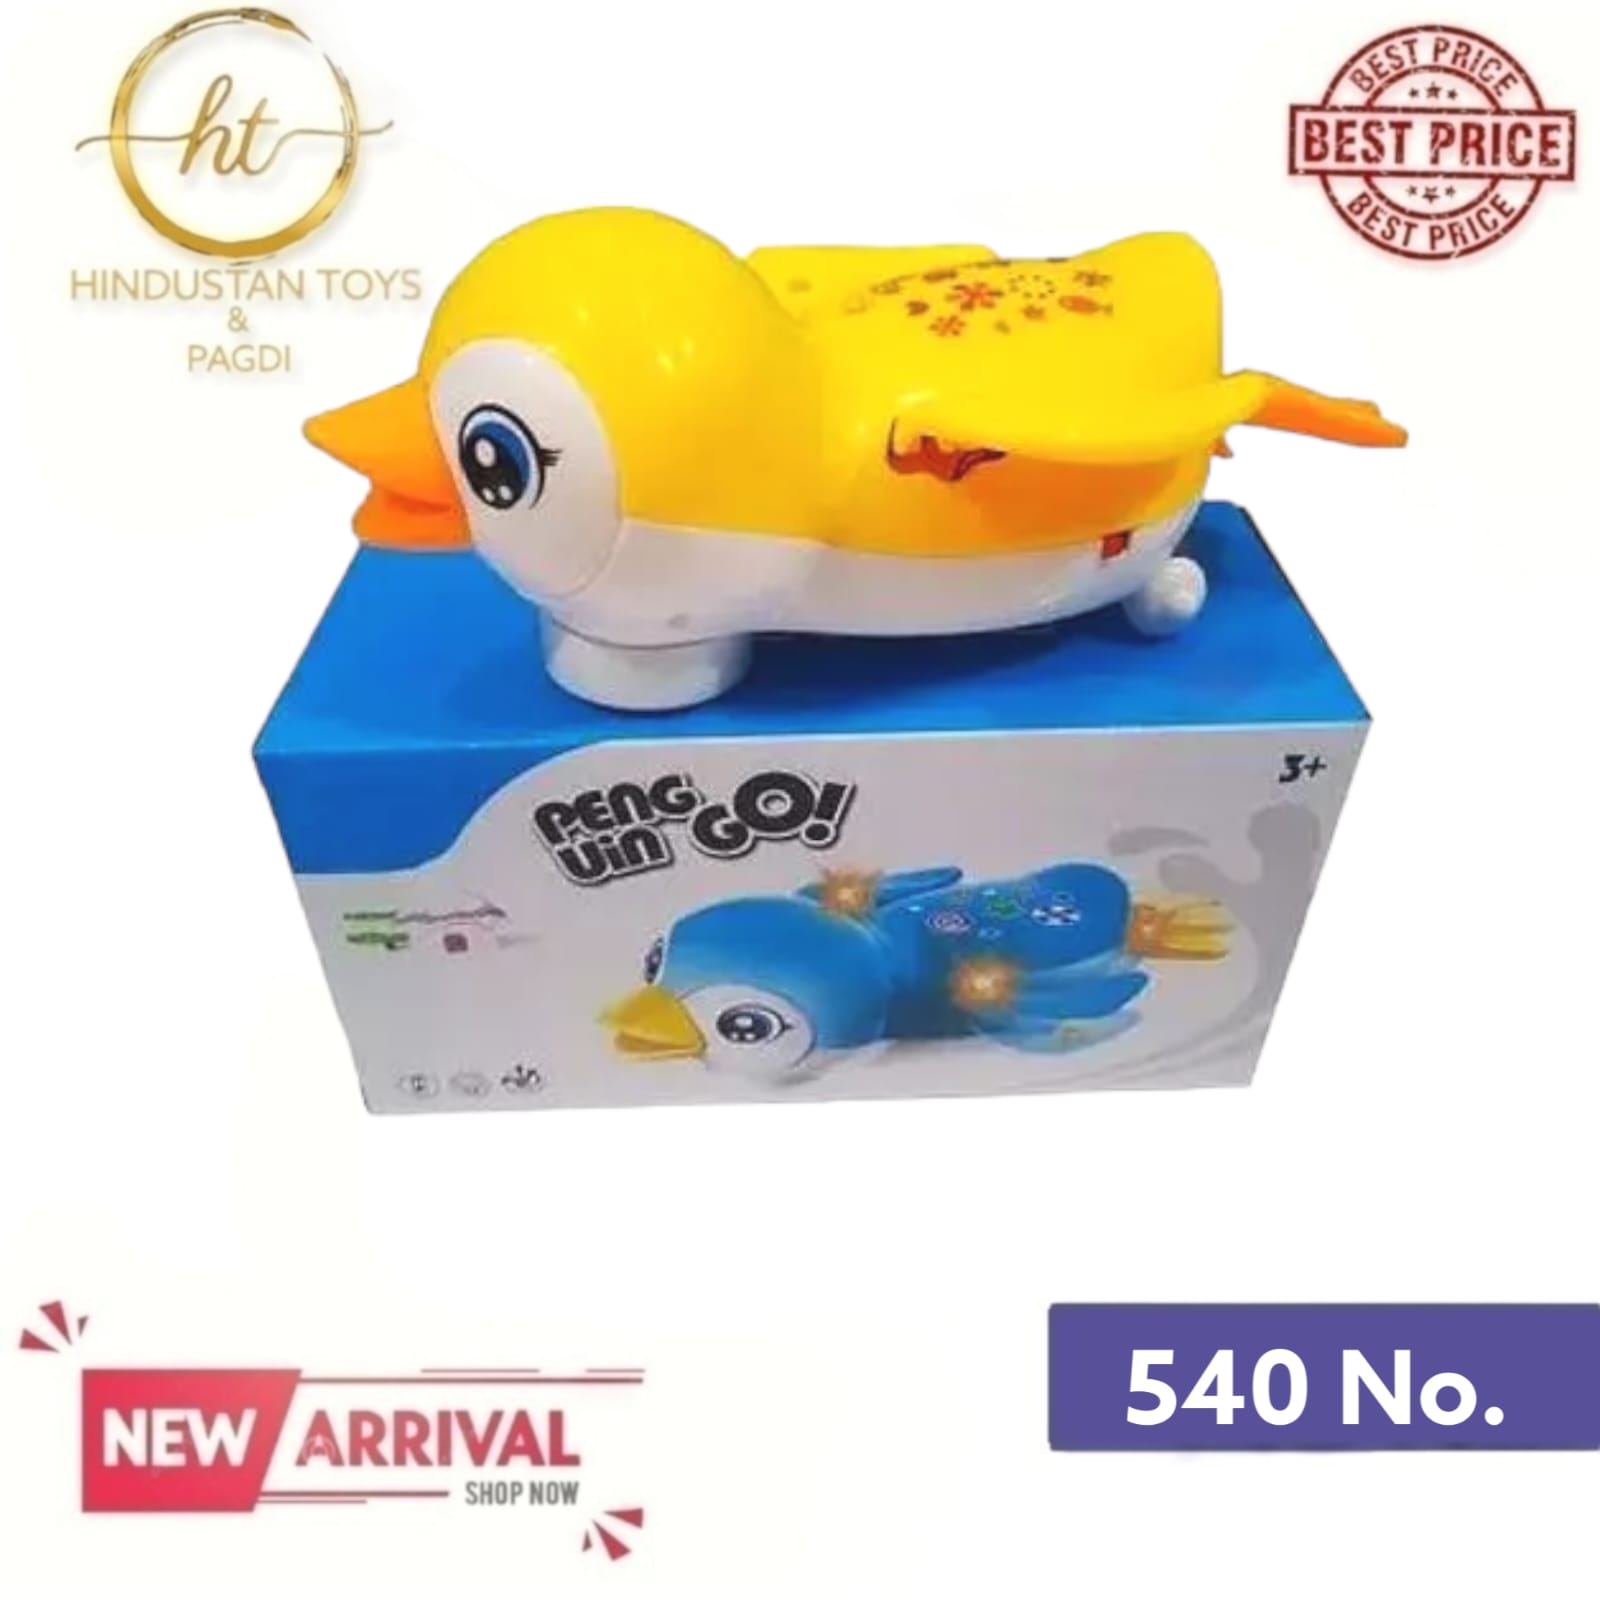 ht
HINDUSTAN TOYS
&
PAGDI
BEST PRICE
BEST PRICE
BEST PRICE
PENG
UIN GO!
3+
NEW ARRIVAL
SHOP NOW
540 No.